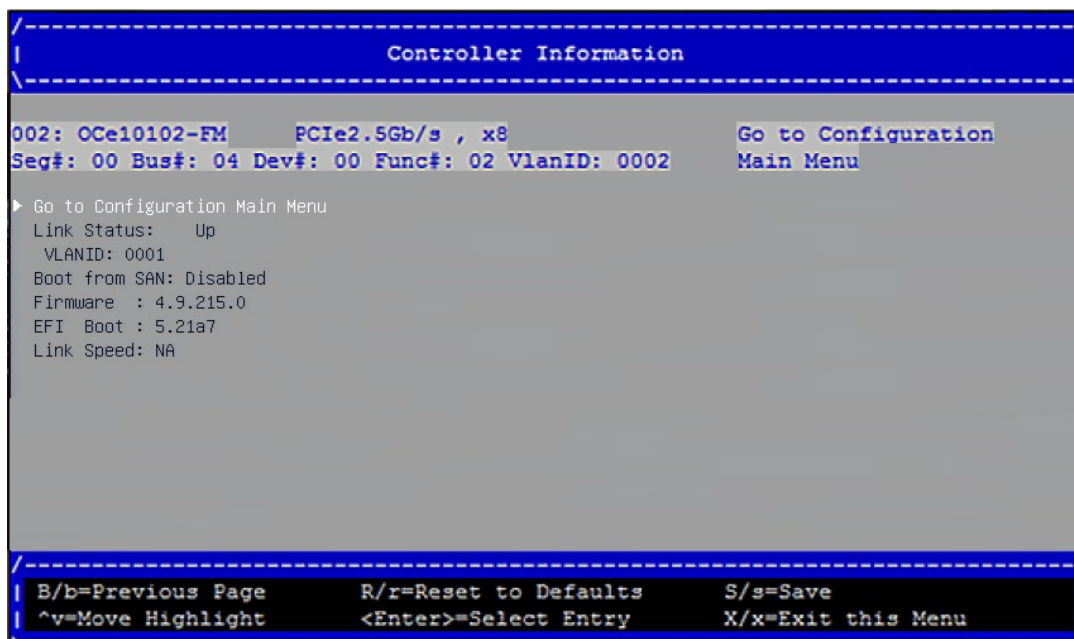 /------------------------------------------------------------------------------
| Controller Information
\------------------------------------------------------------------------------
002: OCe10102-FM PCIe2.5Gb/s , x8 Go to Configuration
Seg#: 00 Bus#: 04 Dev#: 00 Func#: 02 VlanID: 0002 Main Menu
Go to Configuration Main Menu
Link Status: Up
VLANID: 0001
Boot from SAN: Disabled
Firmware : 4.9.215.0
EFI Boot : 5.21a7
Link Speed: NA
/------------------------------------------------------------------------------
| B/b=Previous Page R/r=Reset to Defaults S/s=Save
| ^v=Move Highlight <Enter>=Select Entry X/x=Exit this Menu